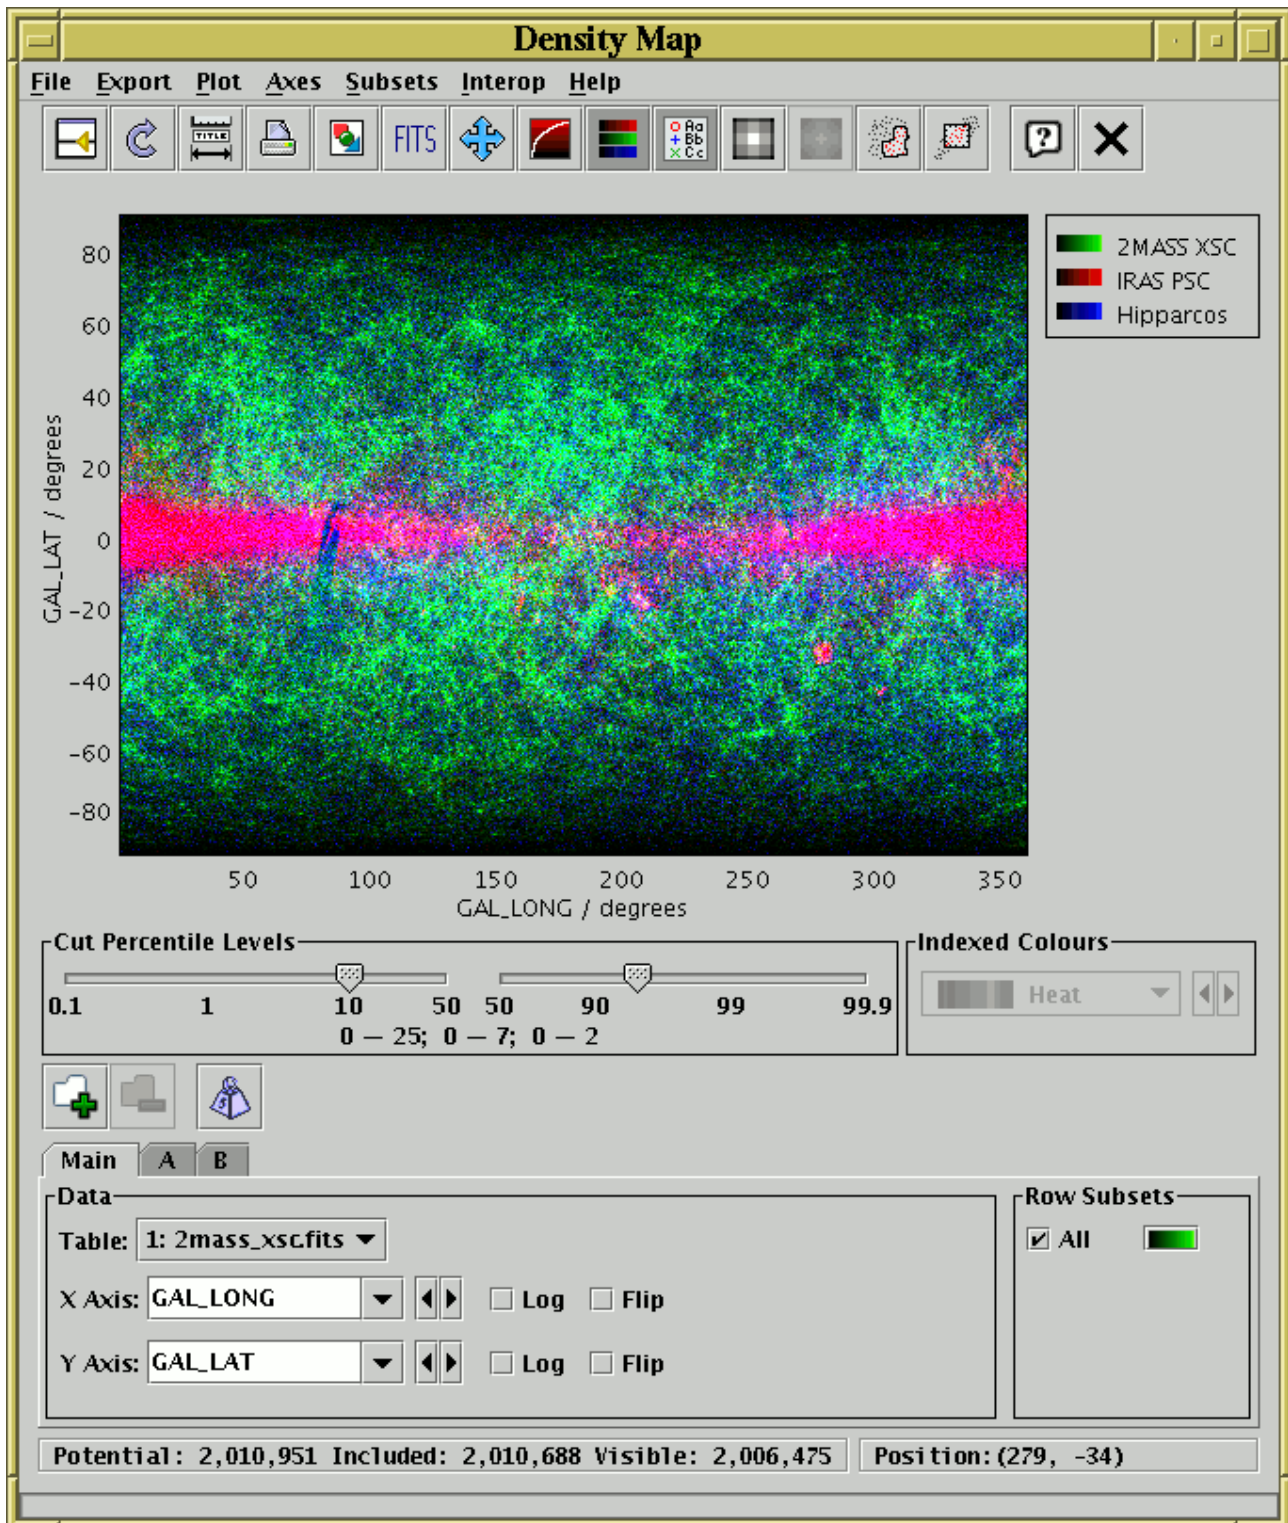 Density Map
File Export Plot Axes Subsets Interop Help
TITLE
FITS
Aa
Bb
Cc
2MASS XSC
IRAS PSC
Hipparcos
80
60
40
20
0
-20
-40
-60
-80
GAL_LAT / degrees
50 100 150 200 250 300 350
GAL_LONG / degrees
Cut Percentile Levels
0.1 1 10 50 50 90 99 99.9
0 — 25; 0 — 7; 0 — 2
Indexed Colours
Heat
Main A B
Data
Table: 1: 2mass_xsc.fits
X Axis: GAL_LONG Log Flip
Y Axis: GAL_LAT Log Flip
Row Subsets
All
Potential: 2,010,951 Included: 2,010,688 Visible: 2,006,475
Position:(279, -34)